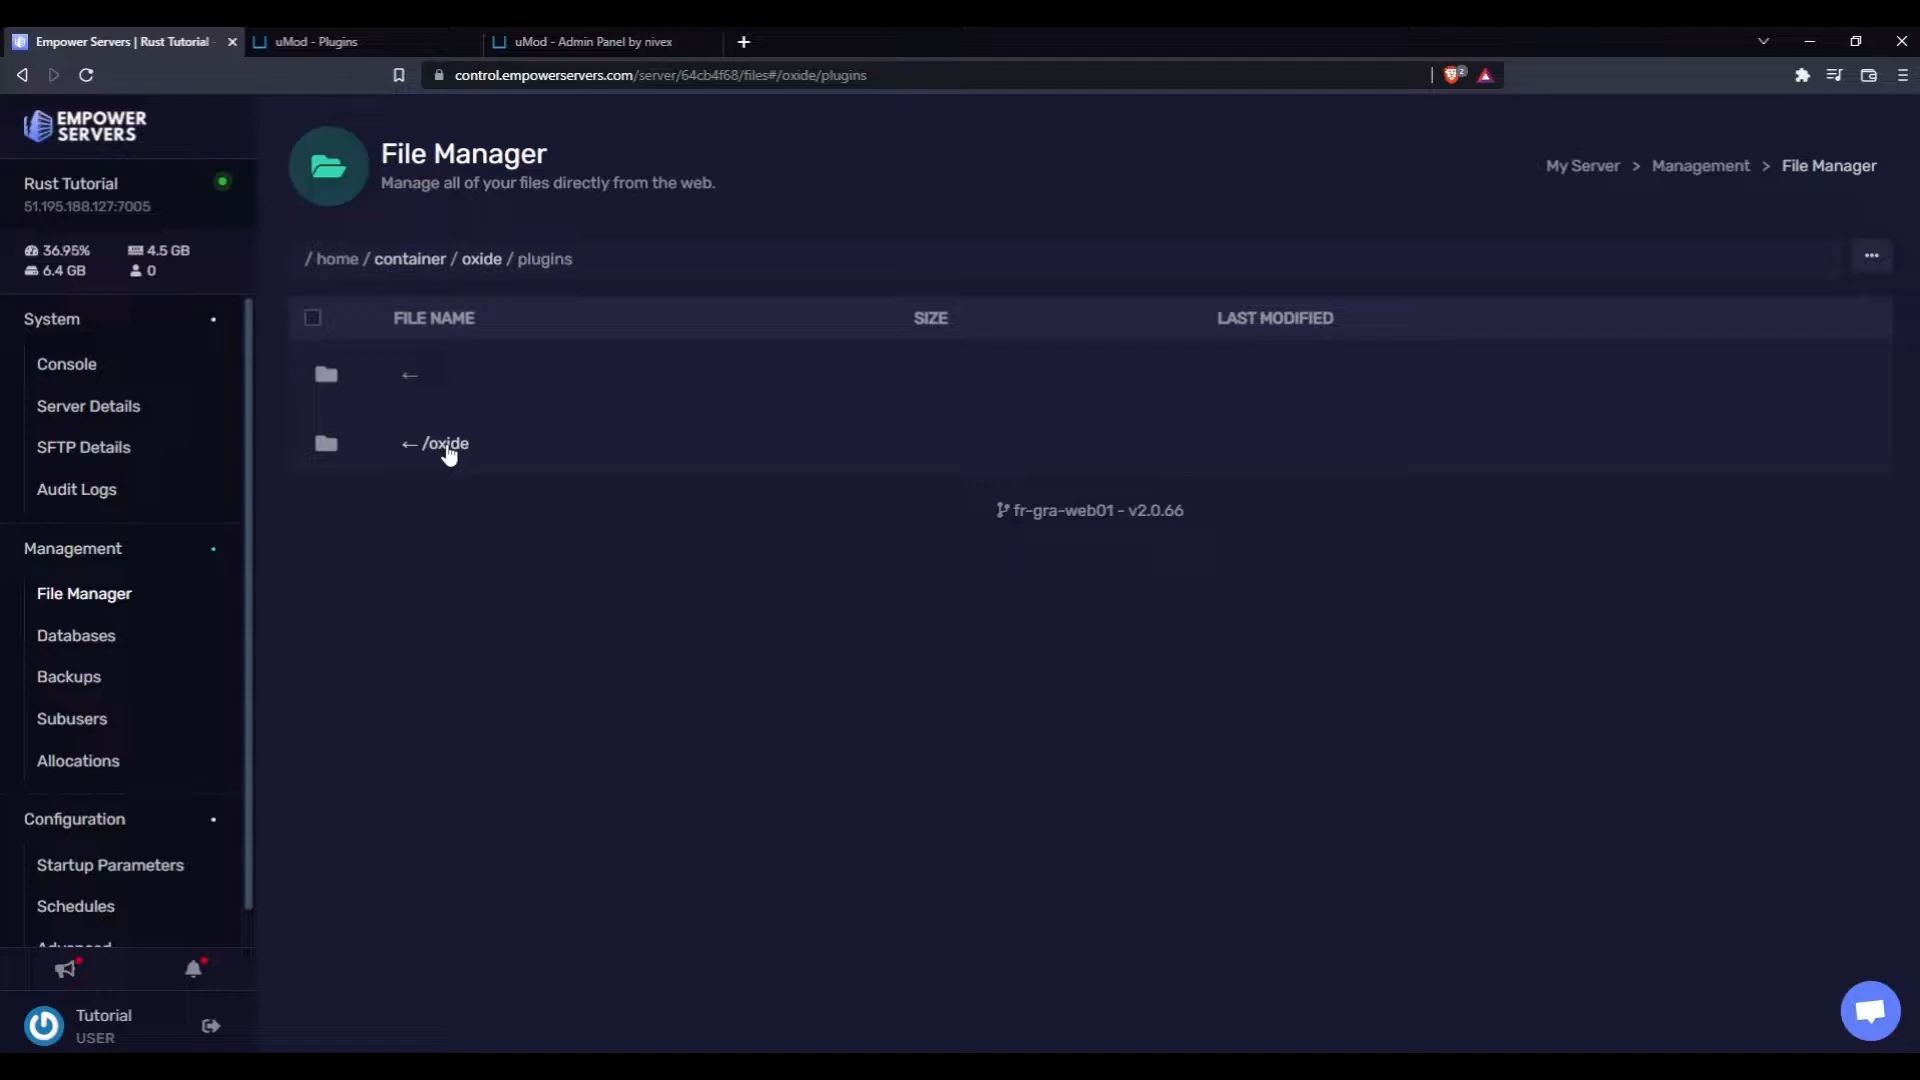 Empower Servers | Rust Tutorial
uMod - Plugins
uMod - Admin Panel by nivex
control.empowerservers.com/server/64cb4f68/files#/oxide/plugins
2
EMPOWER
SERVERS
Rust Tutorial
51.195.188.127:7005
36.95%
4.5 GB
6.4 GB
0
System
Console
Server Details
SFTP Details
Audit Logs
Management
File Manager
Databases
Backups
Subusers
Allocations
Configuration
Startup Parameters
Schedules
Advanced
Tutorial
USER
File Manager
Manage all of your files directly from the web.
My Server > Management > File Manager
/ home / container / oxide / plugins
FILE NAME
SIZE
LAST MODIFIED
←
← /oxide
fr-gra-web01 - v2.0.66